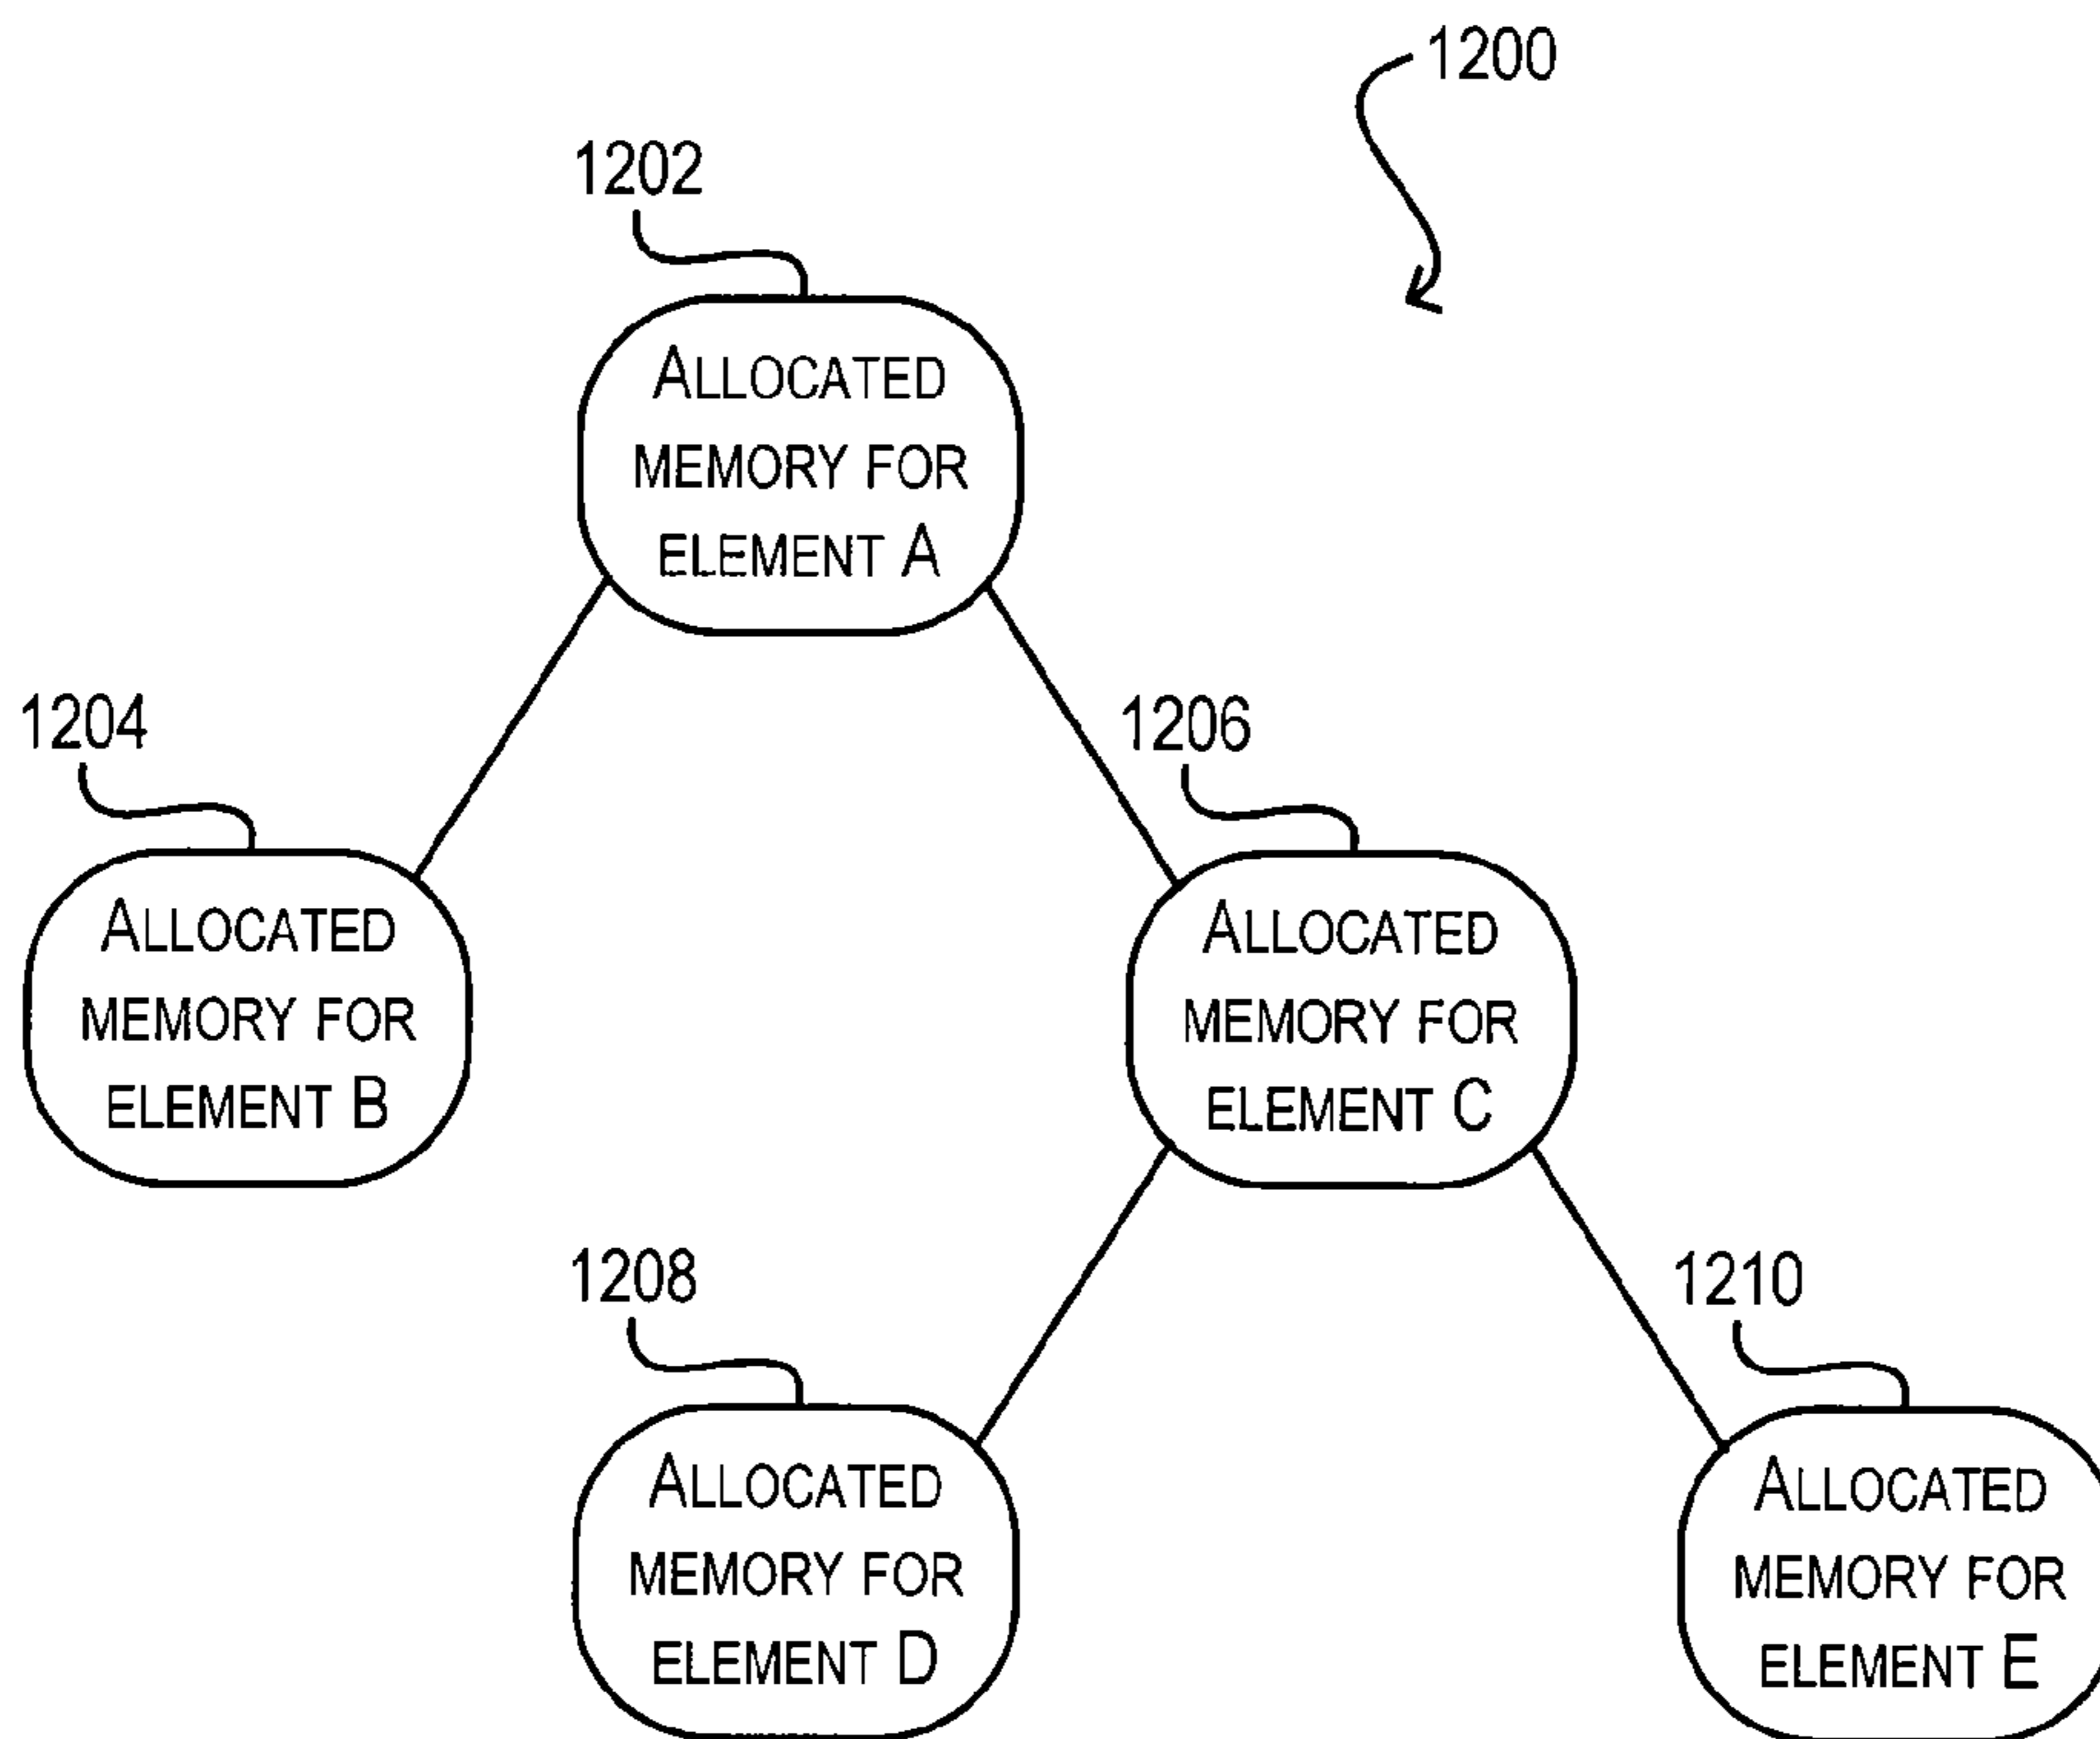 1200
1202
ALLOCATED
MEMORY FOR
ELEMENT A
1204
ALLOCATED
MEMORY FOR
ELEMENT B
1206
ALLOCATED
MEMORY FOR
ELEMENT C
1208
ALLOCATED
MEMORY FOR
ELEMENT D
1210
ALLOCATED
MEMORY FOR
ELEMENT E